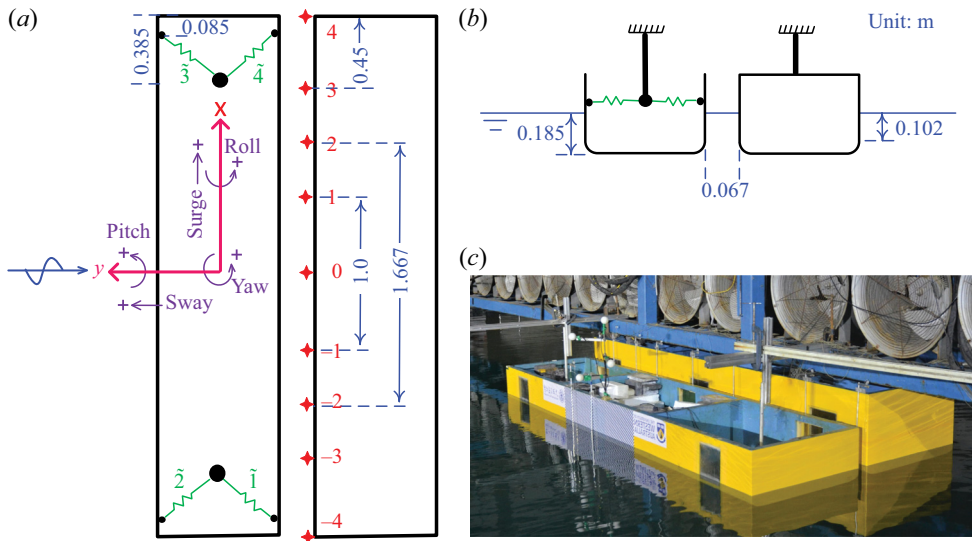 (a)
0.385
0.085
3̃
4̃
X
Roll
Surge
Pitch
y
Yaw
Sway
2̃
1̃
4
0.45
3
2
1
0
1.0
1.667
–1
–2
–3
–4
(b)
Unit: m
0.185
0.102
0.067
(c)